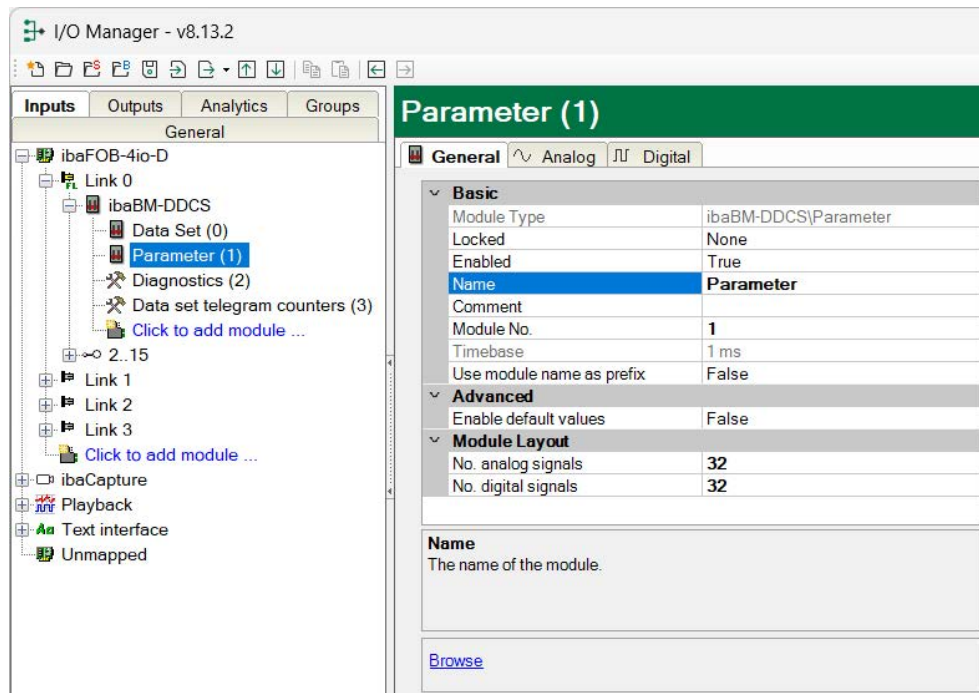 I/O Manager - v8.13.2
Inputs Outputs Analytics Groups
General
ibaFOB-4io-D
Link 0
ibaBM-DDCS
Data Set (0)
Parameter (1)
Diagnostics (2)
Data set telegram counters (3)
Click to add module ...
2..15
Link 1
Link 2
Link 3
Click to add module ...
ibaCapture
Playback
Text interface
Unmapped
Parameter (1)
General Analog Digital
Basic
Module Type ibaBM-DDCS\Parameter
Locked None
Enabled True
Name Parameter
Comment
Module No. 1
Timebase 1 ms
Use module name as prefix False
Advanced
Enable default values False
Module Layout
No. analog signals 32
No. digital signals 32
Name
The name of the module.
Browse